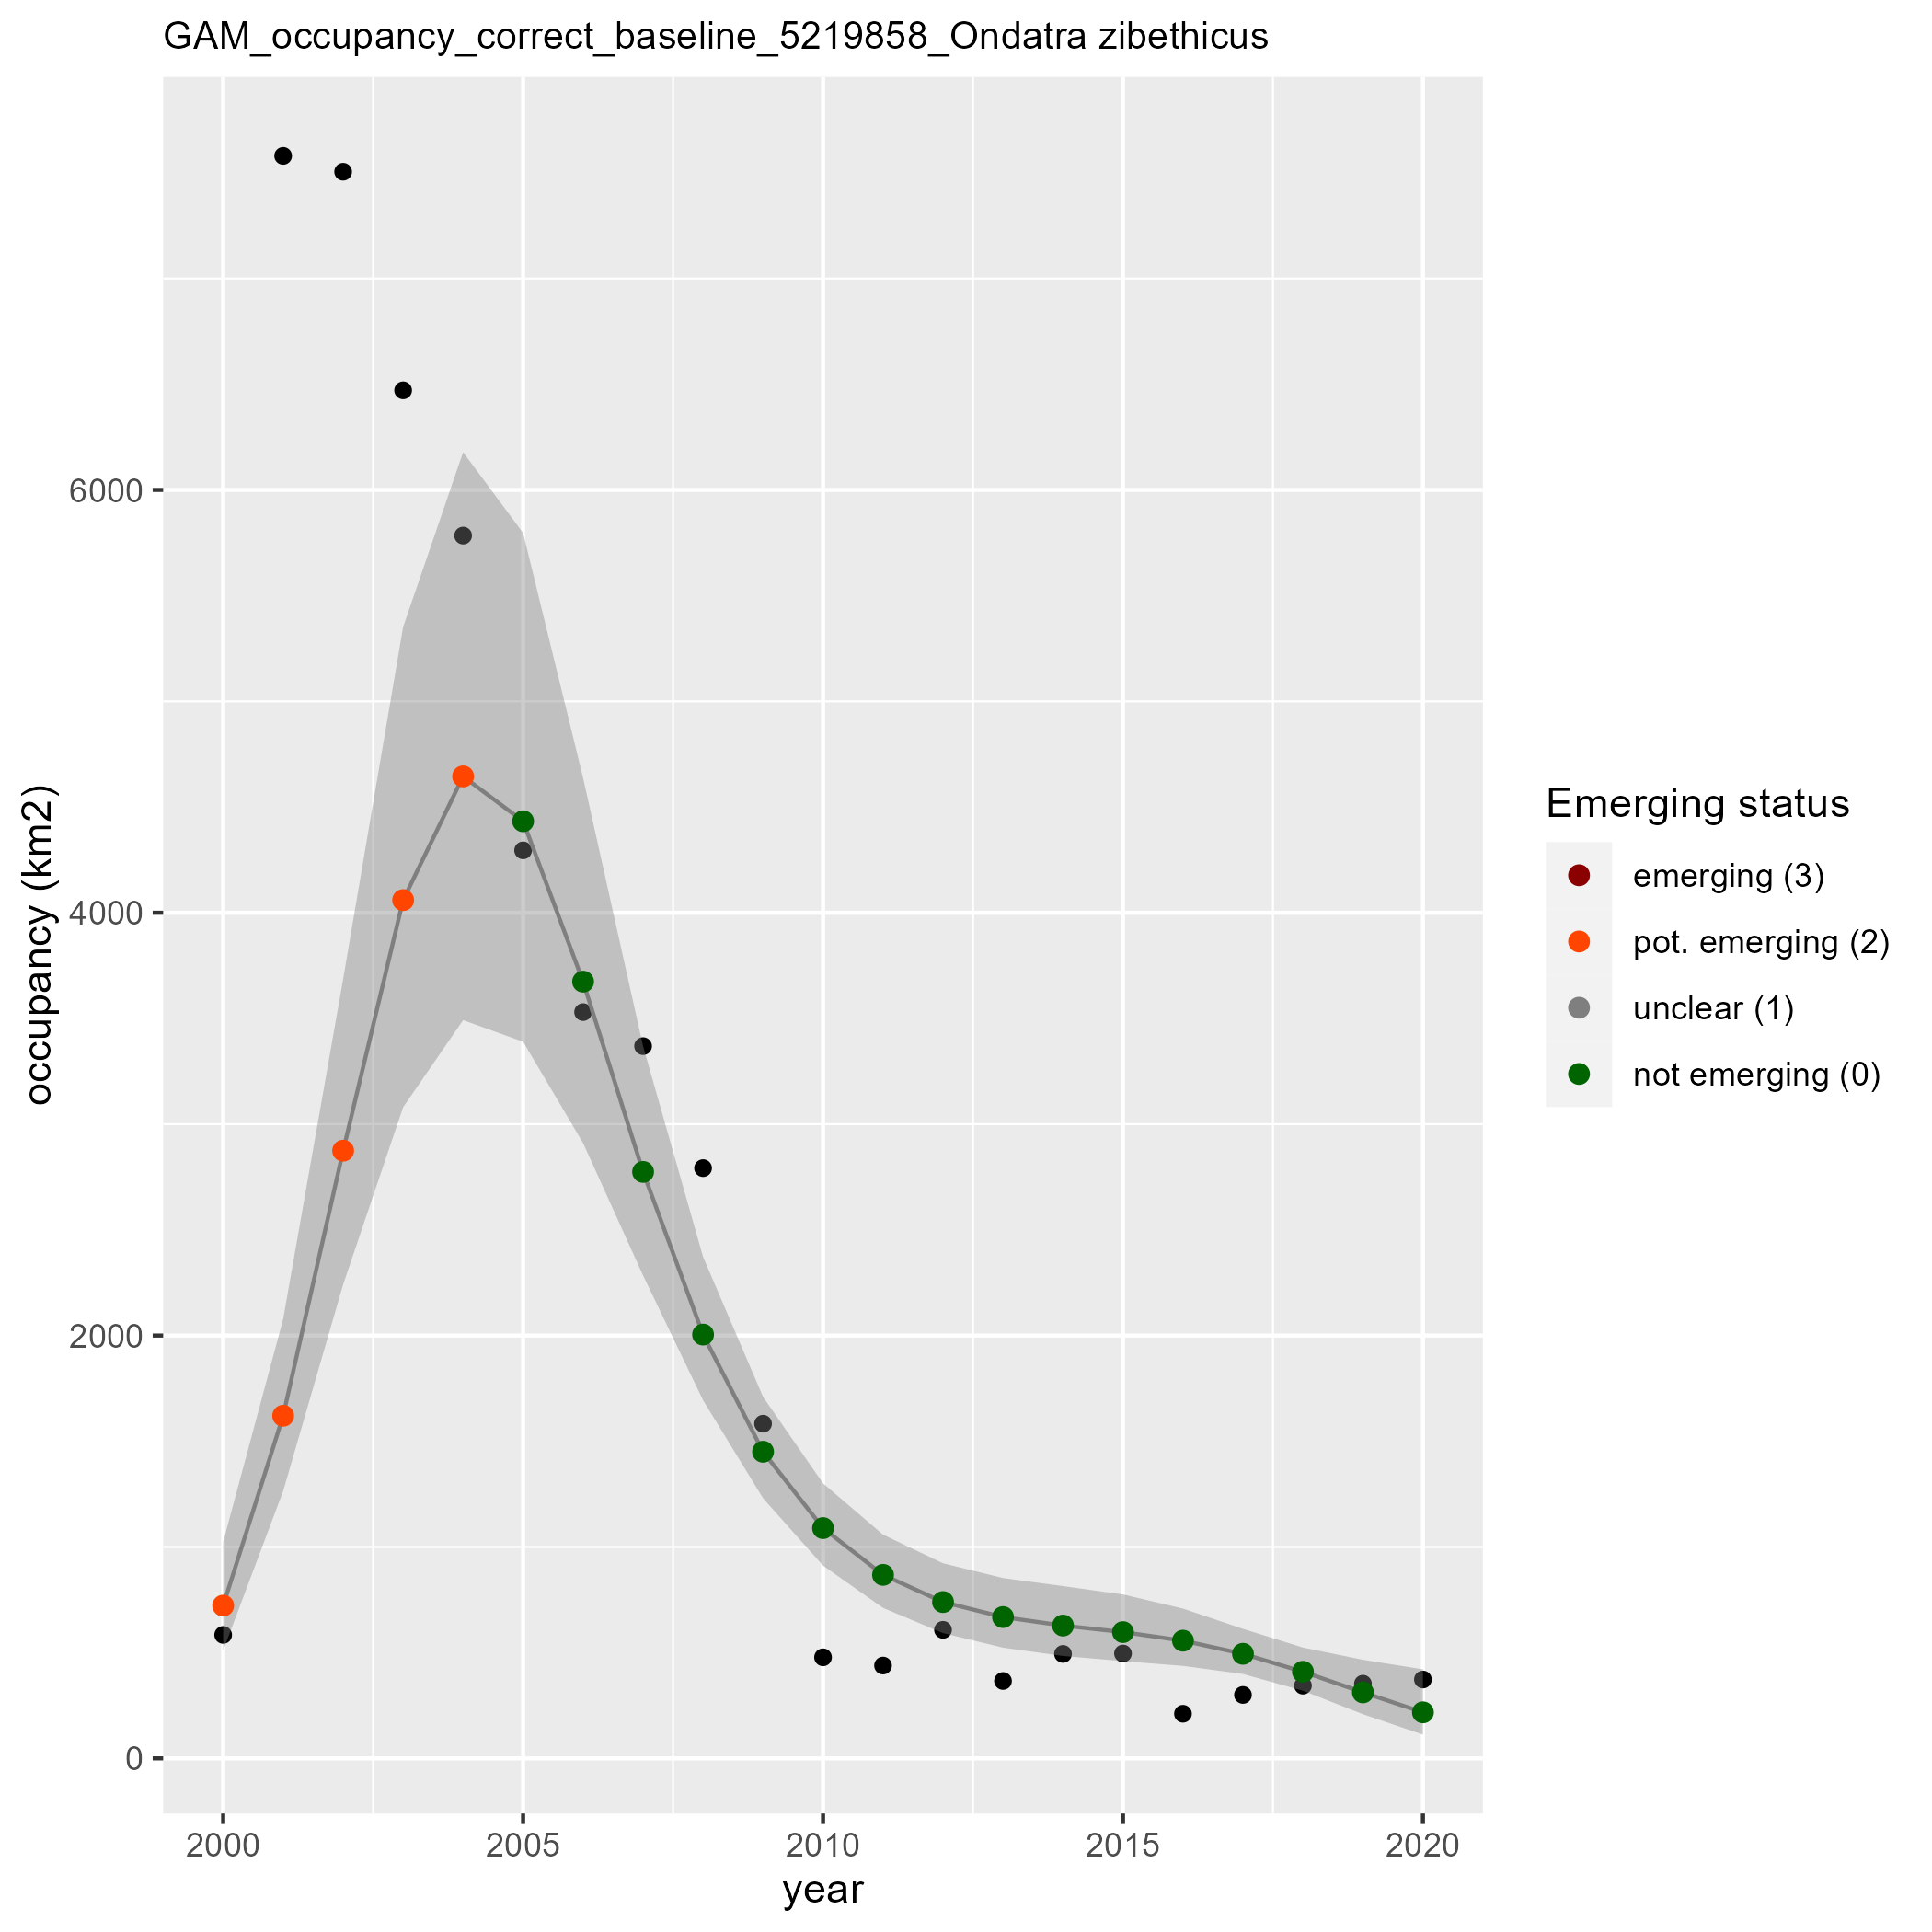 GAM_occupancy_correct_baseline_5219858_Ondatra zibethicus
occupancy (km2)
6000
4000
2000
0
2000
2005
2010
2015
2020
year
Emerging status
emerging (3)
pot. emerging (2)
unclear (1)
not emerging (0)